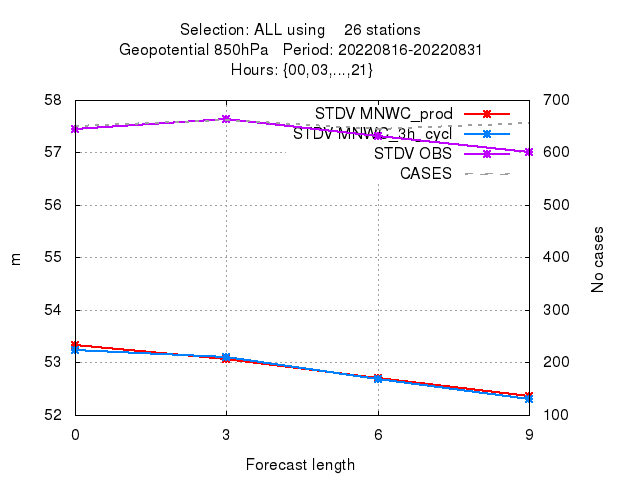 Selection: ALL using 26 stations
Geopotential 850hPa Period: 20220816-20220831
Hours: {00,03,...,21}
58 700
STDV MNWC_prod
STDV MNWC_3h_cycl
57 600
STDV OBS
CASES
56 500
55 400
54 300
53 200
52 100
m
No cases
0 3 6 9
Forecast length